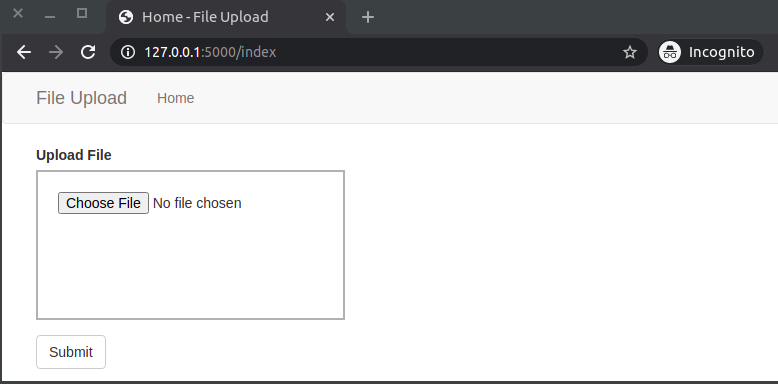 Home - File Upload
127.0.0.1:5000/index
Incognito
File Upload Home
Upload File
Choose File No file chosen
Submit